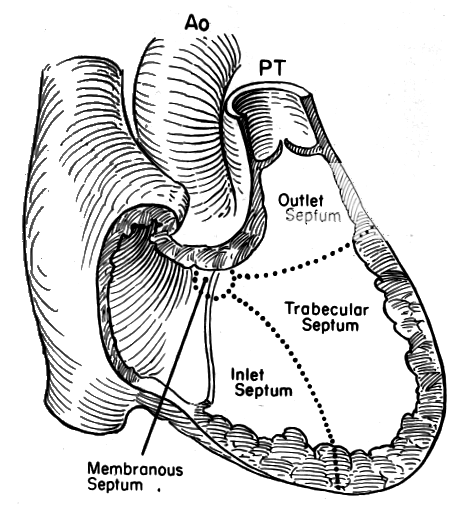 Ao
PT
Outlet
Septum
Trabecular
Septum
Inlet
Septum
Membranous
Septum .